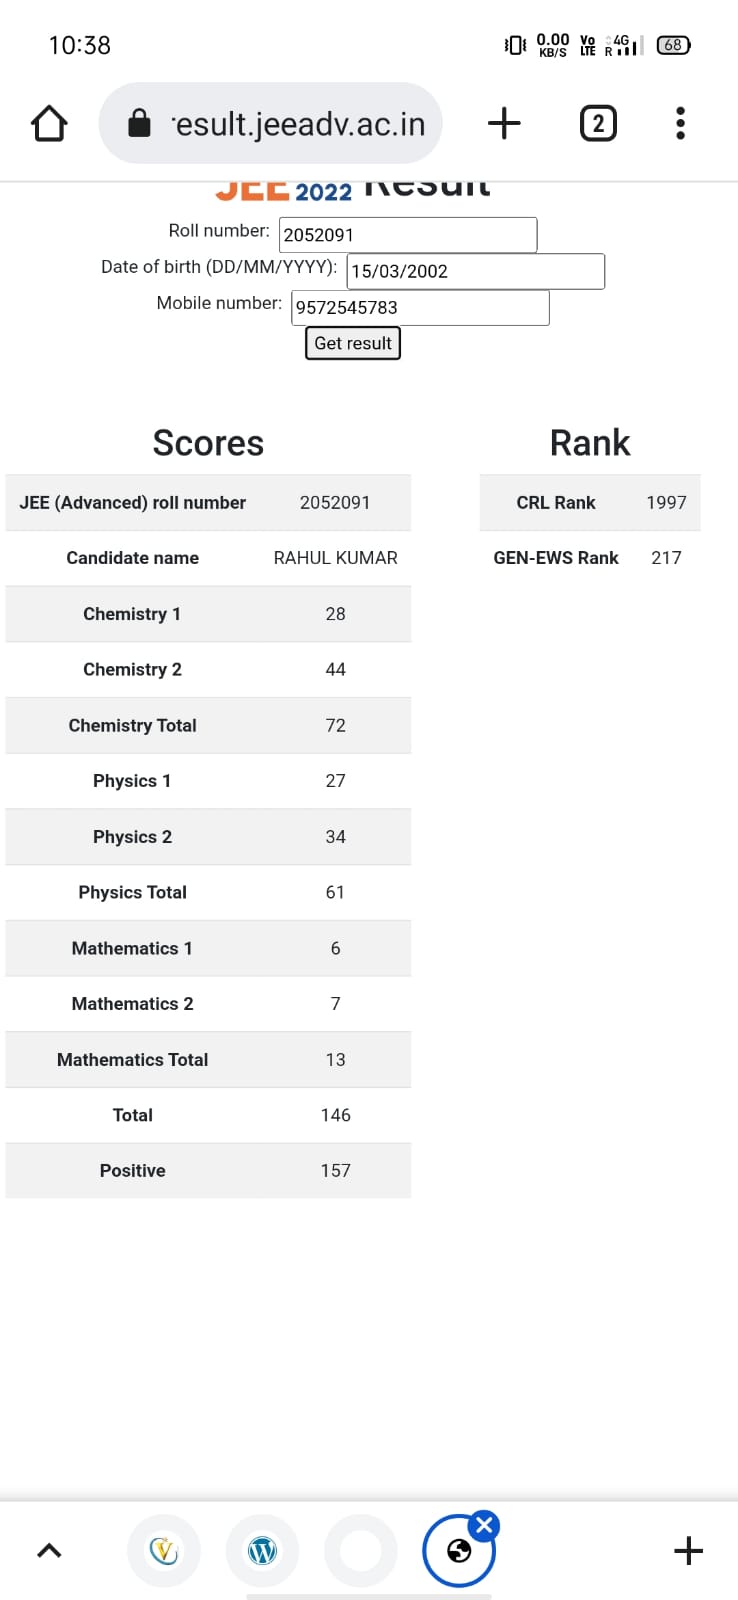 10:38 0.00 KB/S Vo LTE 4G R 68
esult.jeeadv.ac.in 2
JEE 2022 Result
Roll number: 2052091
Date of birth (DD/MM/YYYY): 15/03/2002
Mobile number: 9572545783
Get result
Scores
JEE (Advanced) roll number 2052091
Candidate name RAHUL KUMAR
Chemistry 1 28
Chemistry 2 44
Chemistry Total 72
Physics 1 27
Physics 2 34
Physics Total 61
Mathematics 1 6
Mathematics 2 7
Mathematics Total 13
Total 146
Positive 157
Rank
CRL Rank 1997
GEN-EWS Rank 217